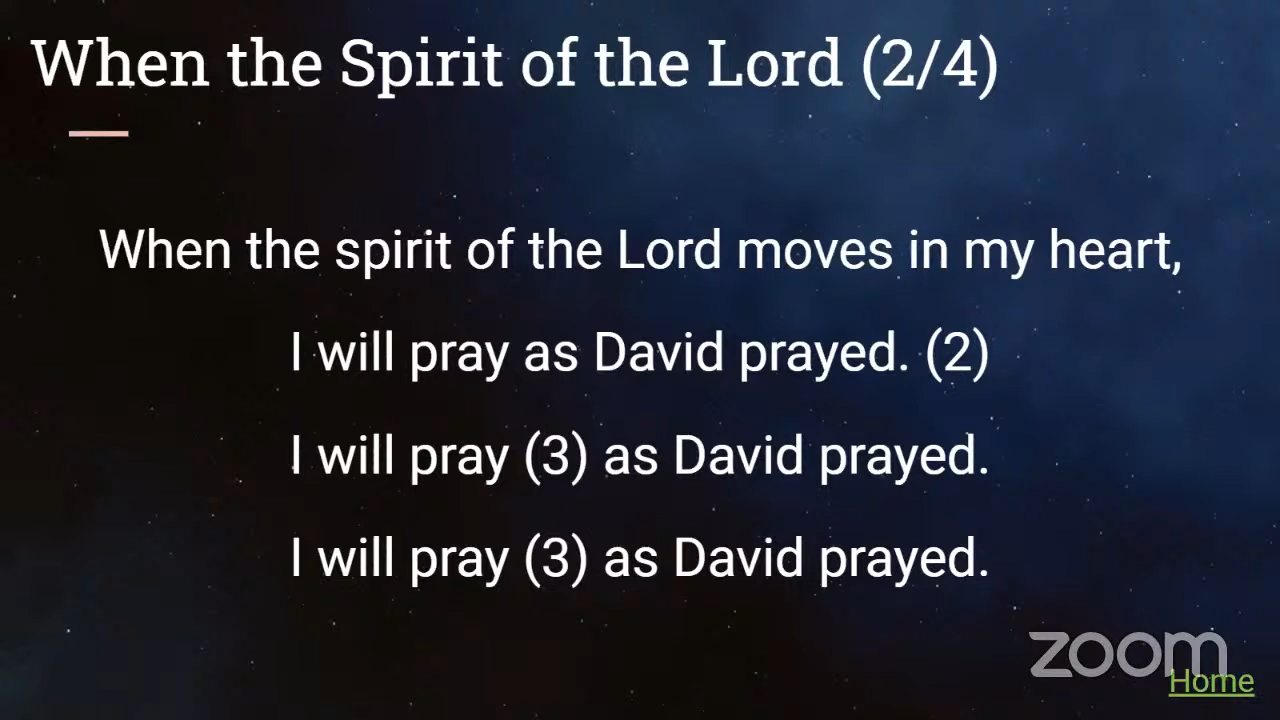 When the Spirit of the Lord (2/4)
When the spirit of the Lord moves in my heart,
I will pray as David prayed. (2)
I will pray (3) as David prayed.
I will pray (3) as David prayed.
zoom
Home